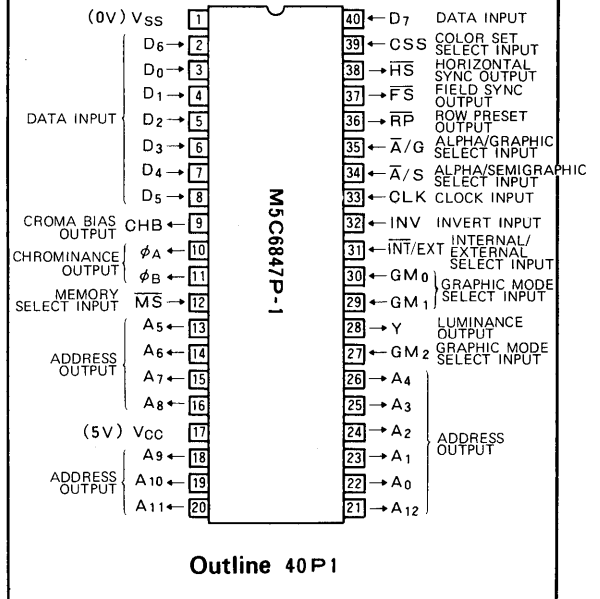 (0V) VSS 1 40 ← D7 DATA INPUT
D6 → 2 39 ← CSS COLOR SET SELECT INPUT
D0 → 3 38 → H̅S̅ HORIZONTAL SYNC OUTPUT
D1 → 4 37 → F̅S̅ FIELD SYNC OUTPUT
DATA INPUT D2 → 5 36 → R̅P̅ ROW PRESET OUTPUT
D3 → 6 35 ← A̅/G ALPHA/GRAPHIC SELECT INPUT
D4 → 7 34 ← A̅/S ALPHA/SEMIGRAPHIC SELECT INPUT
D5 → 8 33 ← CLK CLOCK INPUT
CROMA BIAS OUTPUT CHB ← 9 32 ← INV INVERT INPUT
CHROMINANCE OUTPUT φA ← 10 31 ← I̅N̅T̅/EXT INTERNAL/EXTERNAL SELECT INPUT
φB ← 11 30 ← GM0 GRAPHIC MODE SELECT INPUT
MEMORY SELECT INPUT M̅S̅ → 12 29 ← GM1
A5 ← 13 28 → Y LUMINANCE OUTPUT
ADDRESS OUTPUT A6 ← 14 27 ← GM2 GRAPHIC MODE SELECT INPUT
A7 ← 15 26 → A4
A8 ← 16 25 → A3
(5V) VCC 17 24 → A2 ADDRESS OUTPUT
A9 ← 18 23 → A1
ADDRESS OUTPUT A10 ← 19 22 → A0
A11 ← 20 21 → A12
M5C6847P-1
Outline 40P1